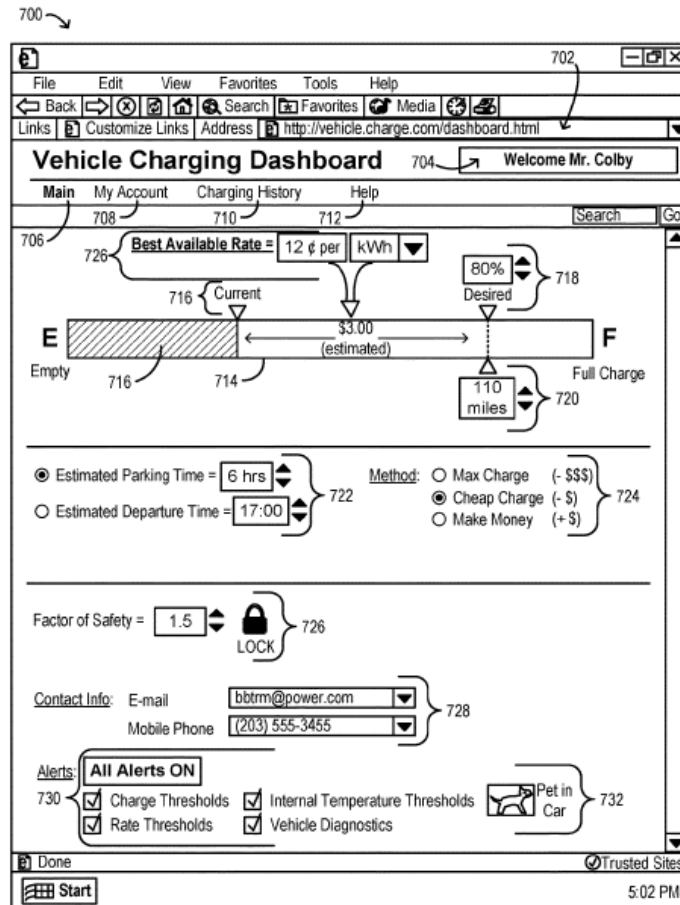 700
702
File Edit View Favorites Tools Help
Back Search Favorites Media
Links Customize Links Address http://vehicle.charge.com/dashboard.html
Vehicle Charging Dashboard 704 Welcome Mr. Colby
Main My Account Charging History Help
706 708 710 712 Search Go
726 Best Available Rate = 12 ¢ per kWh
80% 718
716 Current Desired
E $3.00 F
(estimated)
Empty 716 714 Full Charge
110 720
miles
Estimated Parking Time = 6 hrs Method: Max Charge (- $$$)
722 Cheap Charge (- $) 724
Estimated Departure Time = 17:00 Make Money (+ $)
Factor of Safety = 1.5 726
LOCK
Contact Info: E-mail bbtrm@power.com
728
Mobile Phone (203) 555-3455
Alerts: All Alerts ON
730 Charge Thresholds Internal Temperature Thresholds Pet in 732
Rate Thresholds Vehicle Diagnostics Car
Done Trusted Sites
Start 5:02 PM